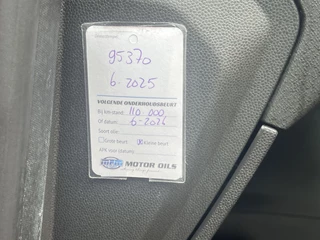 95370
6-2025
VOLGENDE ONDERHOUDSBEURT
Bij km-stand: 110 000
Of datum: 6-2026
Soort olie:
Grote beurt Kleine beurt
APK voor datum:
MOTOR OILS